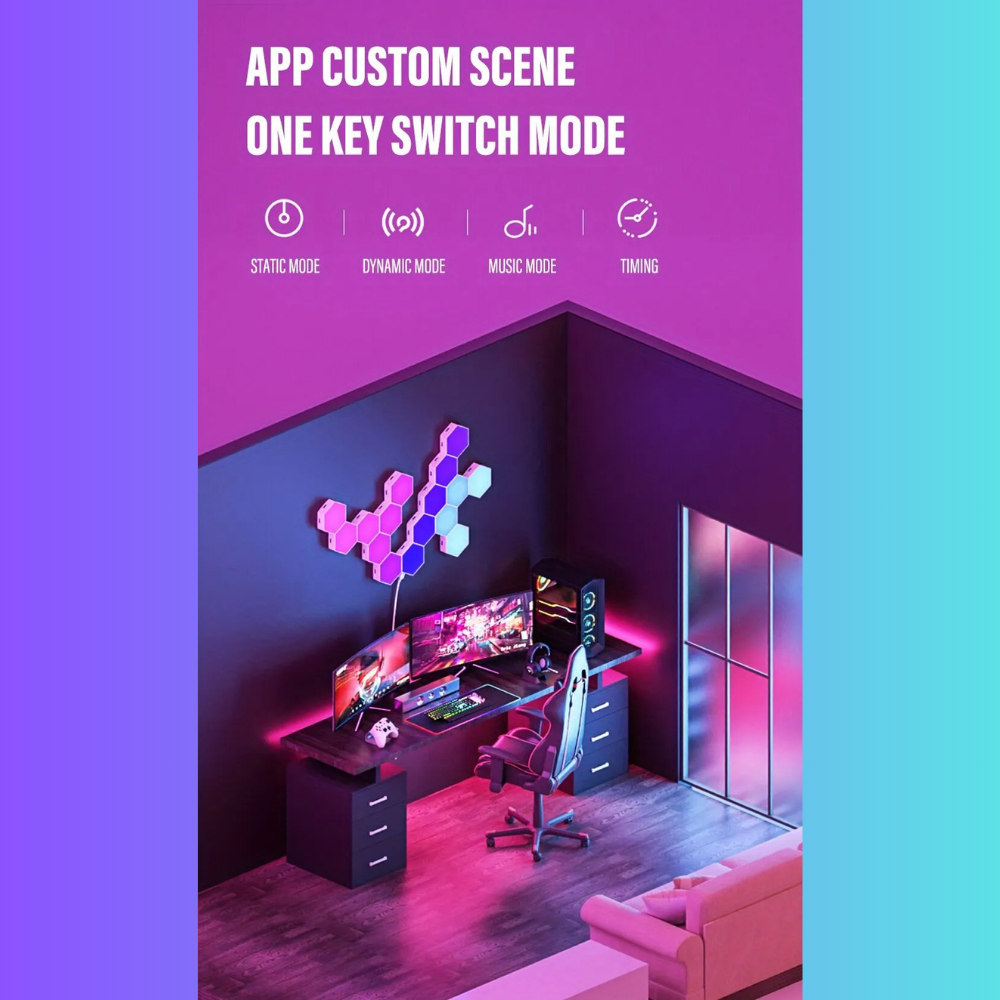 APP CUSTOM SCENE
ONE KEY SWITCH MODE
STATIC MODE
DYNAMIC MODE
MUSIC MODE
TIMING